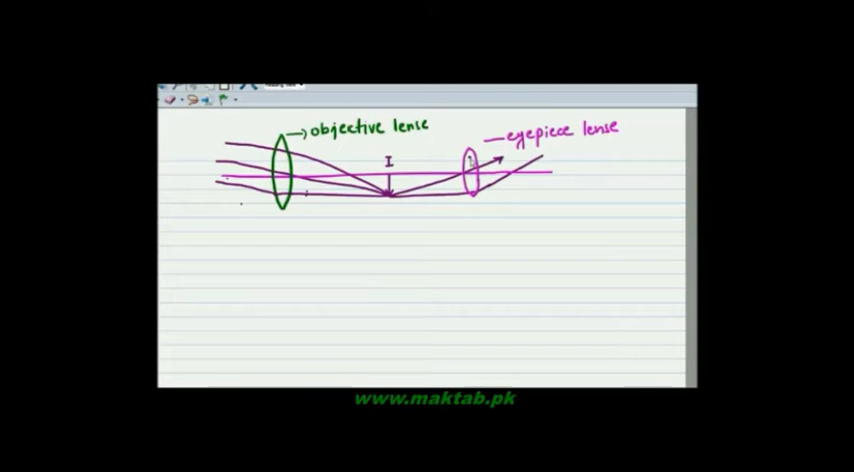 objective lense
eyepiece lense
I
www.maktab.pk